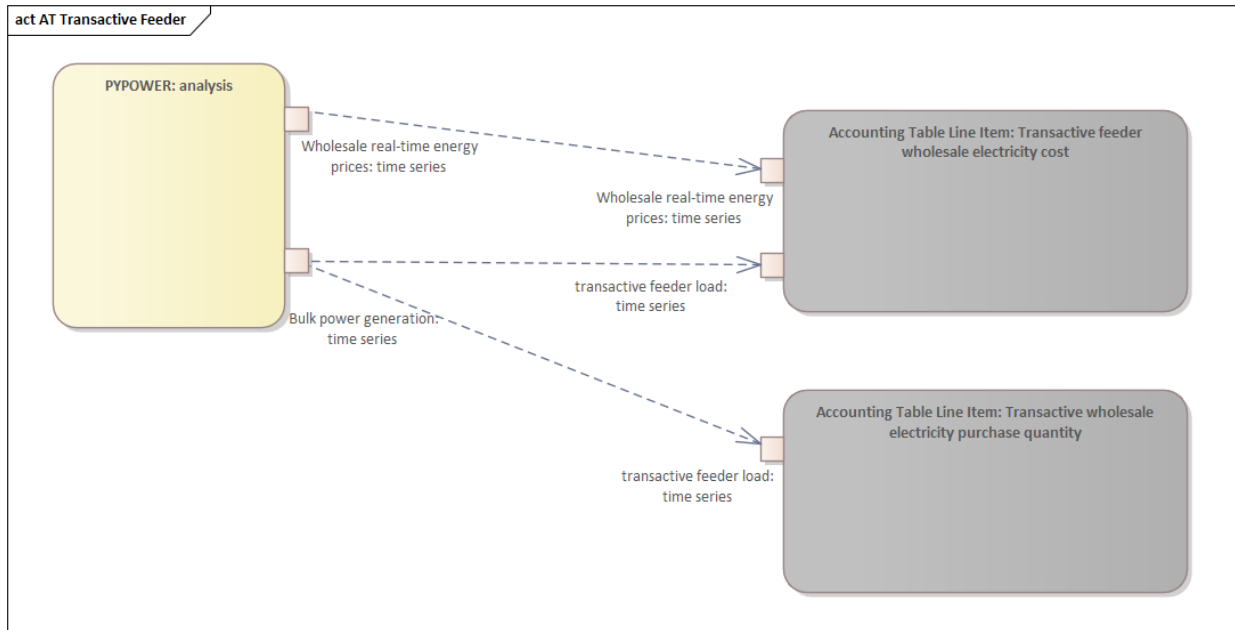 act AT Transactive Feeder
PYPOWER: analysis
Wholesale real-time energy
prices: time series
Bulk power generation:
time series
Accounting Table Line Item: Transactive feeder
wholesale electricity cost
Wholesale real-time energy
prices: time series
transactive feeder load:
time series
Accounting Table Line Item: Transactive wholesale
electricity purchase quantity
transactive feeder load:
time series